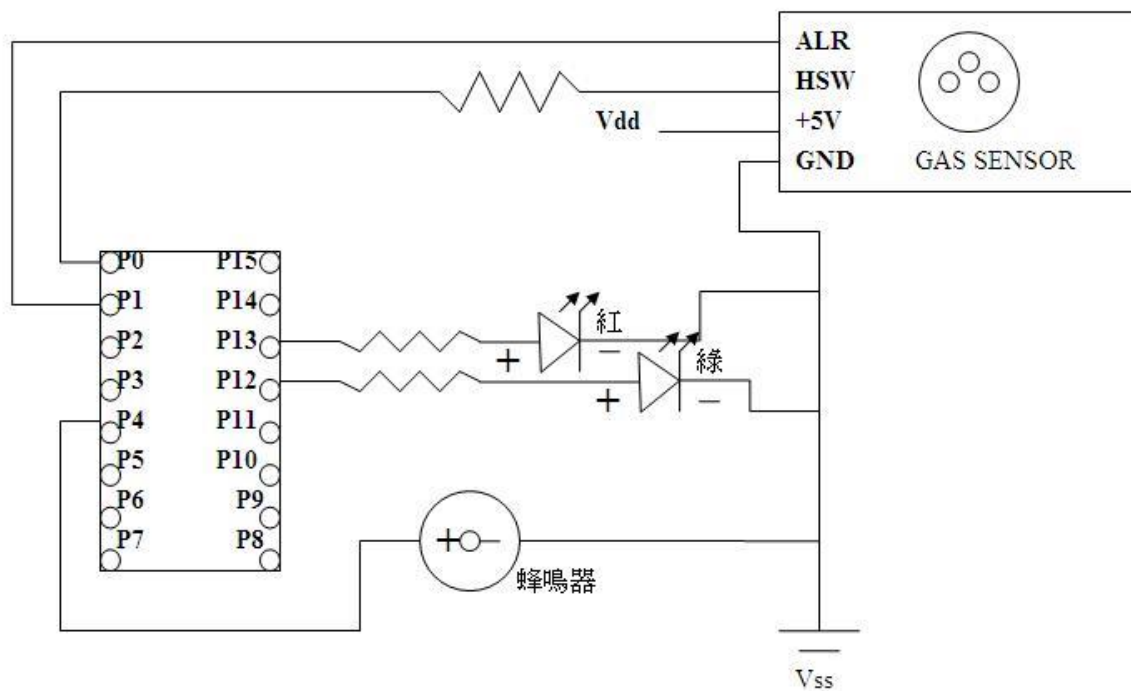 ALR
HSW
Vdd
+5V
GND
GAS SENSOR
P0
P15
P1
P14
P2
P13
紅
+
−
P3
P12
綠
+
−
P4
P11
P5
P10
P6
P9
P7
P8
+
−
蜂鳴器
Vss